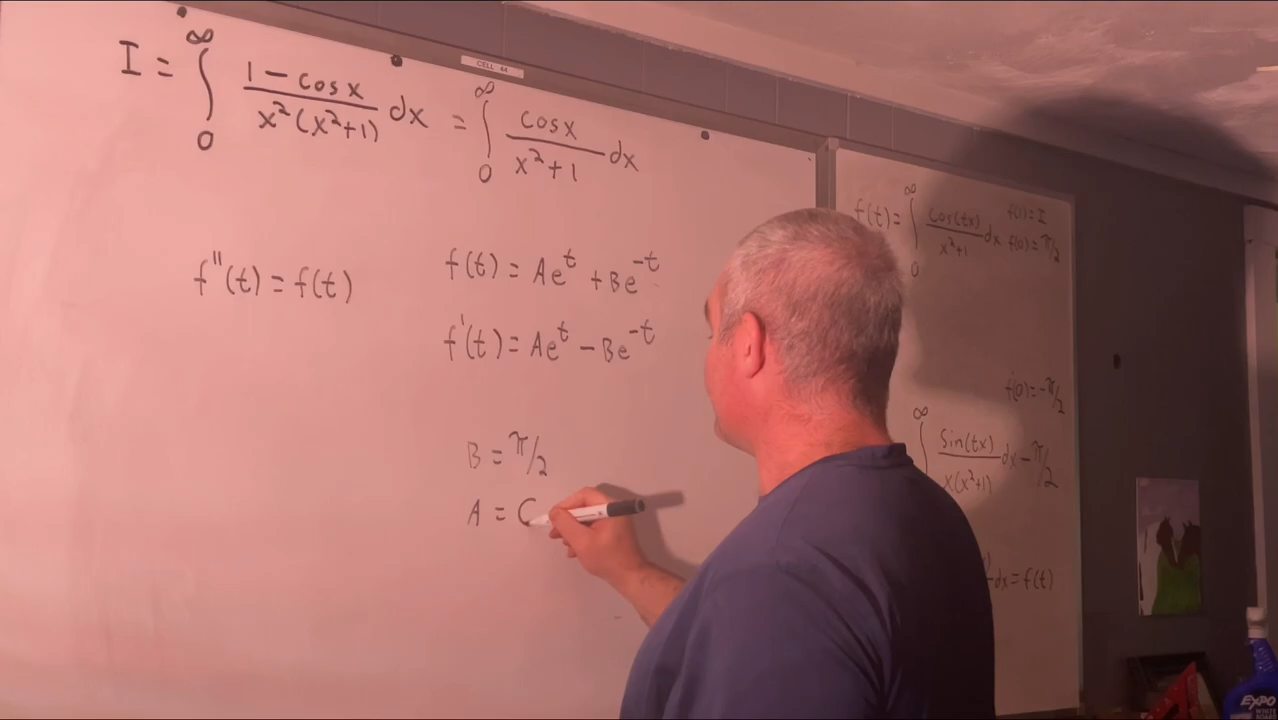 CELL 44
I = ∫₀^∞ (1 - cos x)/(x²(x²+1)) dx = ∫₀^∞ cos x/(x²+1) dx
f''(t) = f(t)
f(t) = Ae^t + Be^-t
f'(t) = Ae^t - Be^-t
B = π/2
A = 0
f(t) = ∫₀^∞ cos(tx)/(x²+1) dx
f(1) = I
f(0) = π/2
f'(0) = -π/2
∫₀^∞ sin(tx)/(x(x²+1)) dx - π/2
dx = f(t)
EXPO